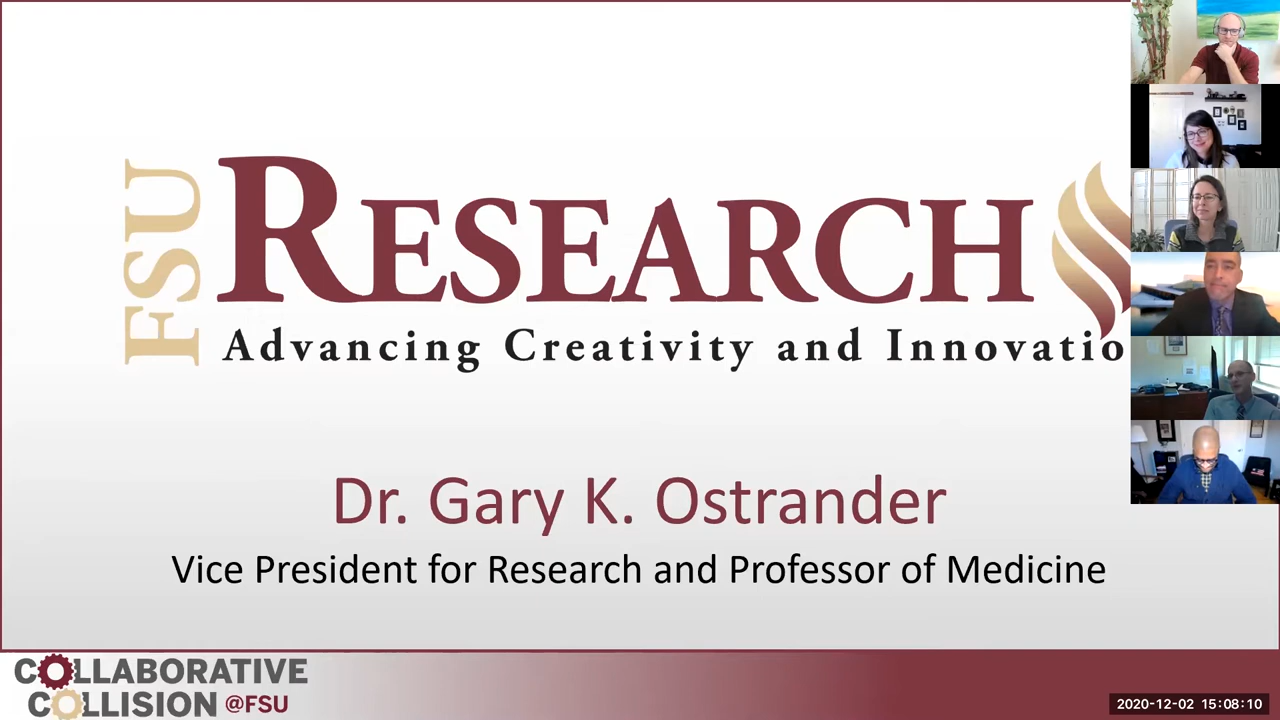 FSU RESEARCH
Advancing Creativity and Innovatio
Dr. Gary K. Ostrander
Vice President for Research and Professor of Medicine
COLLABORATIVE
COLLISION @FSU
2020-12-02 15:08:10